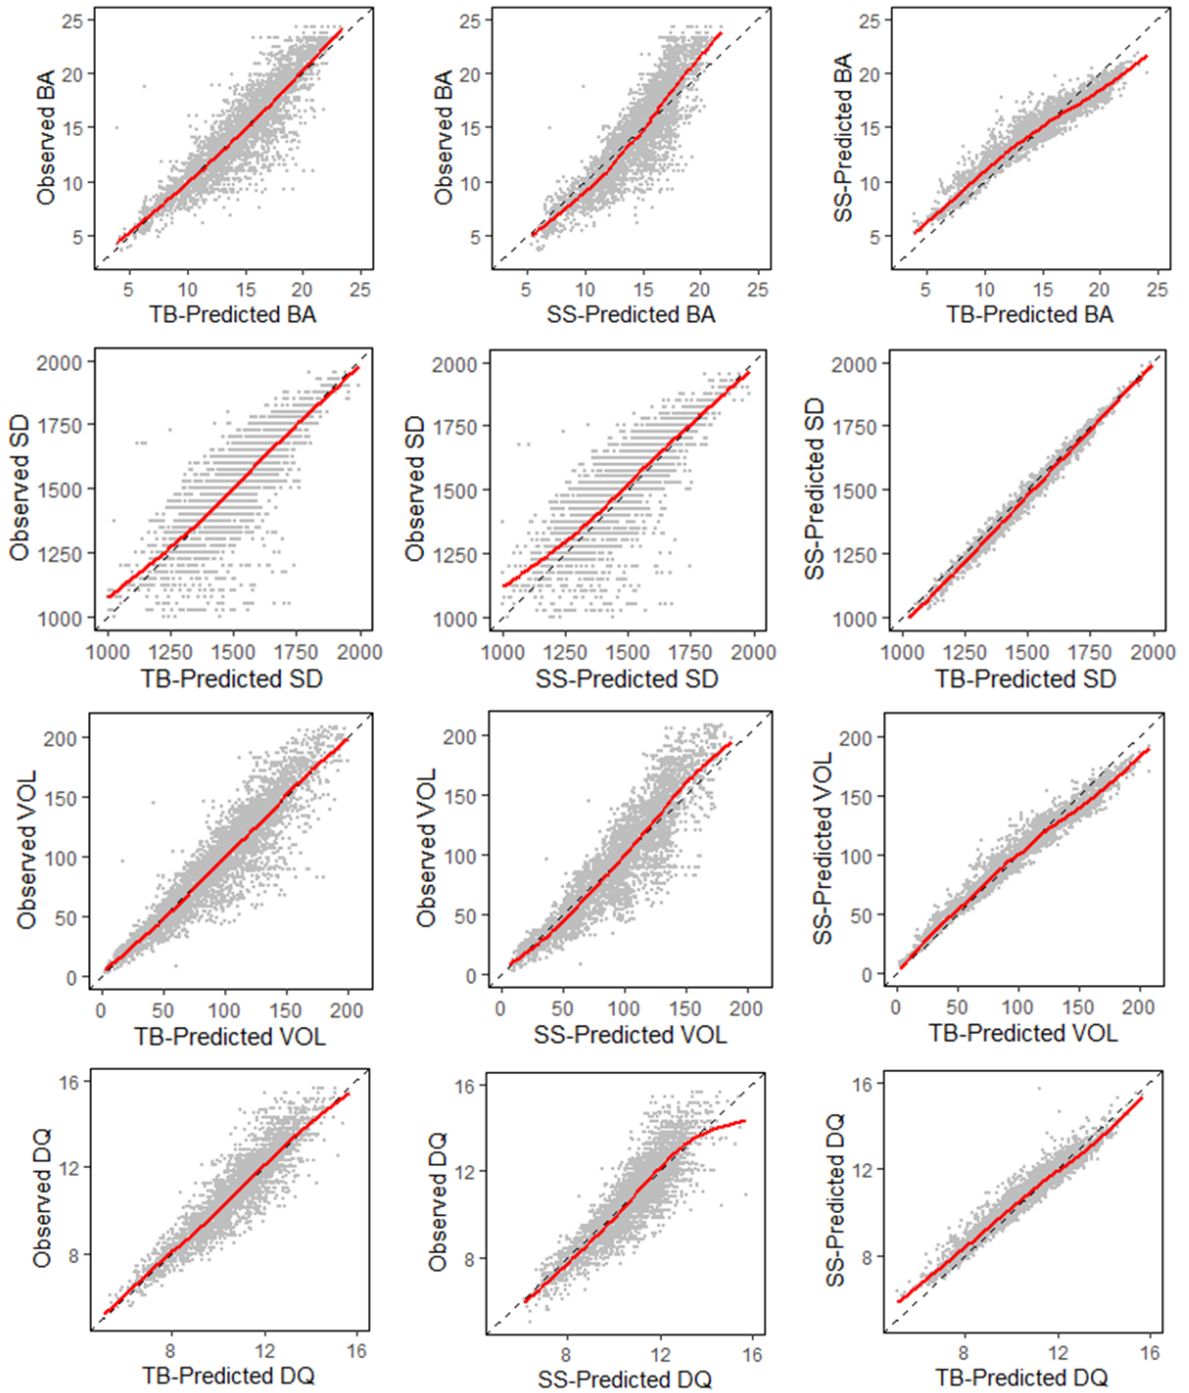 25
20
15
10
5
Observed BA
5 10 15 20 25
TB-Predicted BA
25
20
15
10
5
Observed BA
5 10 15 20 25
SS-Predicted BA
25
20
15
10
5
SS-Predicted BA
5 10 15 20 25
TB-Predicted BA
2000
1750
1500
1250
1000
Observed SD
1000 1250 1500 1750 2000
TB-Predicted SD
2000
1750
1500
1250
1000
Observed SD
1000 1250 1500 1750 2000
SS-Predicted SD
2000
1750
1500
1250
1000
SS-Predicted SD
1000 1250 1500 1750 2000
TB-Predicted SD
200
150
100
50
0
Observed VOL
0 50 100 150 200
TB-Predicted VOL
200
150
100
50
0
Observed VOL
0 50 100 150 200
SS-Predicted VOL
200
150
100
50
0
SS-Predicted VOL
0 50 100 150 200
TB-Predicted VOL
16
12
8
Observed DQ
8 12 16
TB-Predicted DQ
16
12
8
Observed DQ
8 12 16
SS-Predicted DQ
16
12
8
SS-Predicted DQ
8 12 16
TB-Predicted DQ